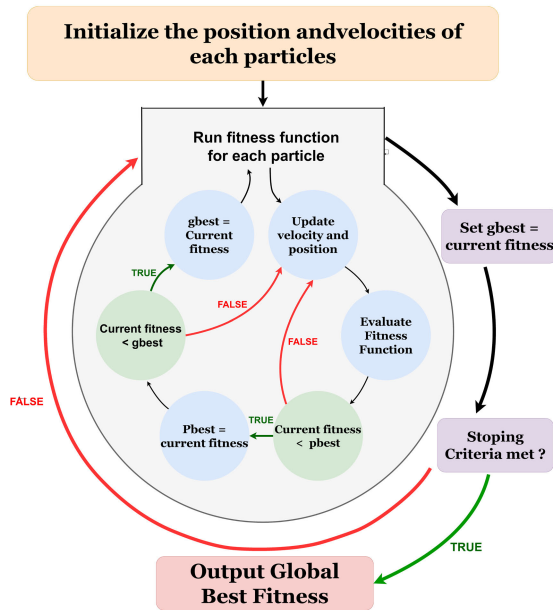 Initialize the position andvelocities of
each particles
Run fitness function
for each particle
gbest =
Current
fitness
Update
velocity and
position
Set gbest =
current fitness
TRUE
FALSE
Current fitness
< gbest
FALSE
Evaluate
Fitness
Function
FALSE
Pbest =
current fitness
TRUE
Current fitness
< pbest
Stoping
Criteria met ?
TRUE
Output Global
Best Fitness